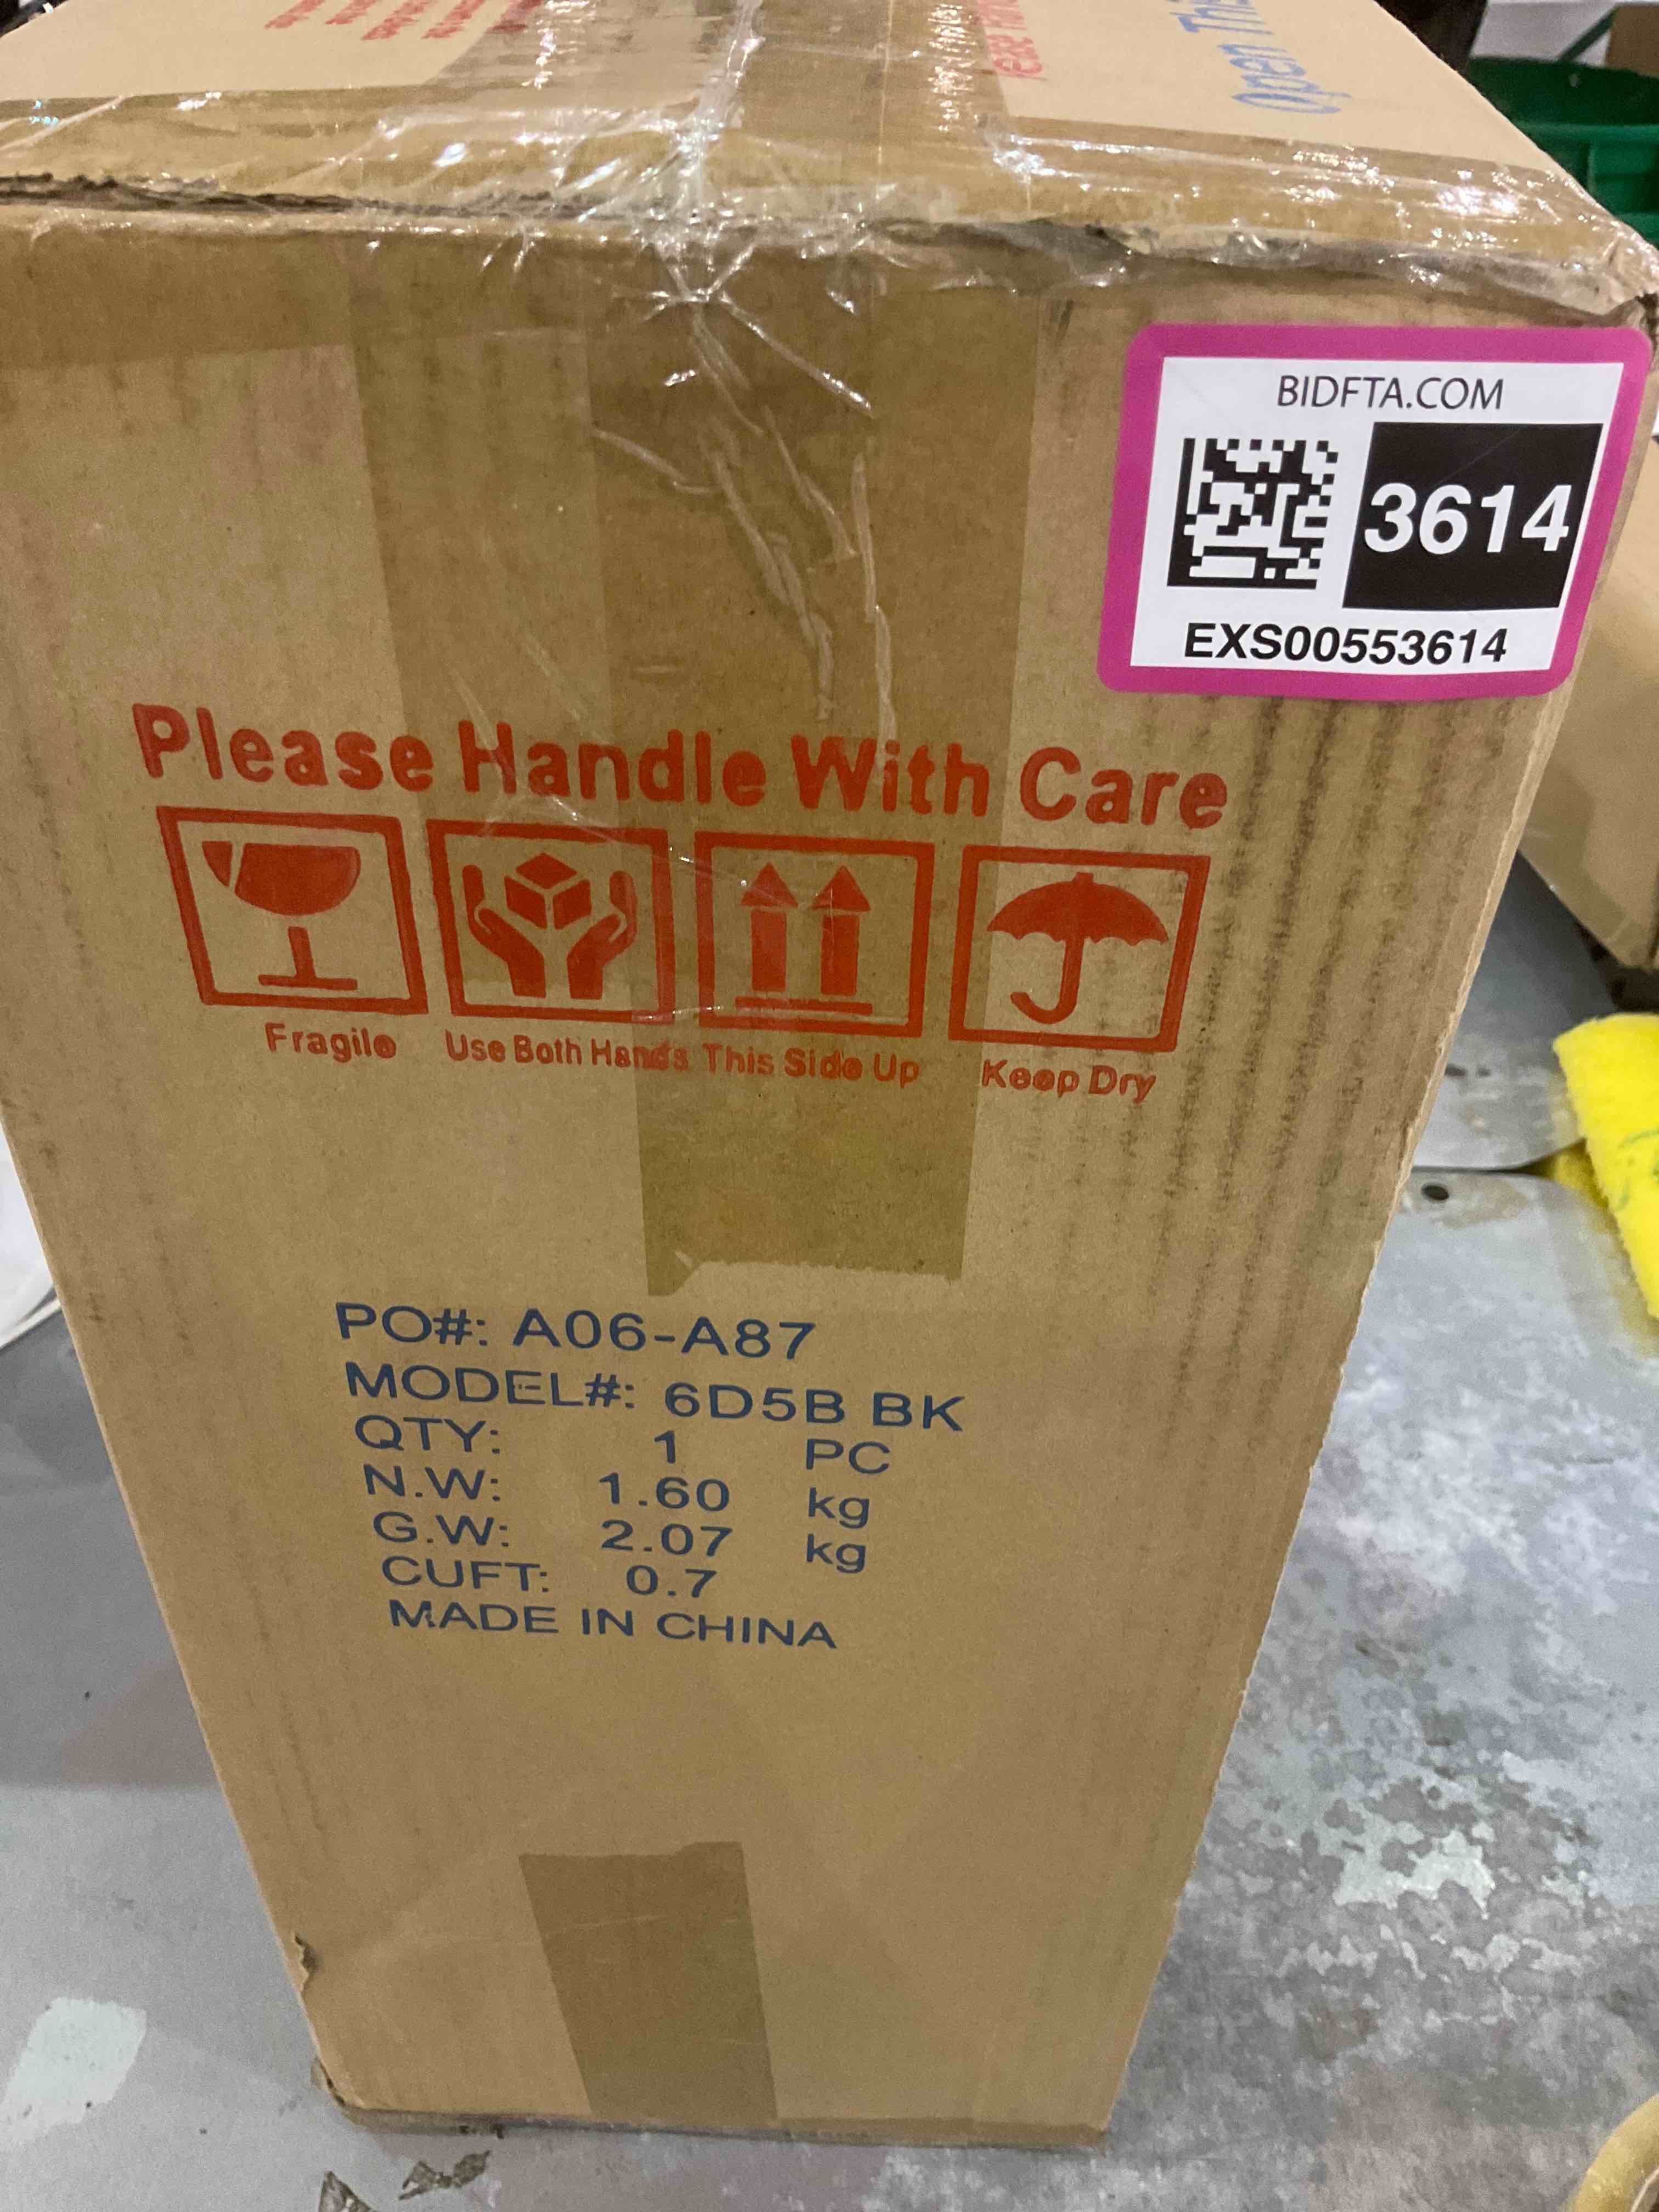 Open Thi
BIDFTA.COM
3614
EXS00553614
Please Handle With Care
Fragile Use Both Hands This Side Up Keep Dry
PO#: A06-A87
MODEL#: 6D5B BK
QTY: 1 PC
N.W: 1.60 kg
G.W: 2.07 kg
CUFT: 0.7
MADE IN CHINA